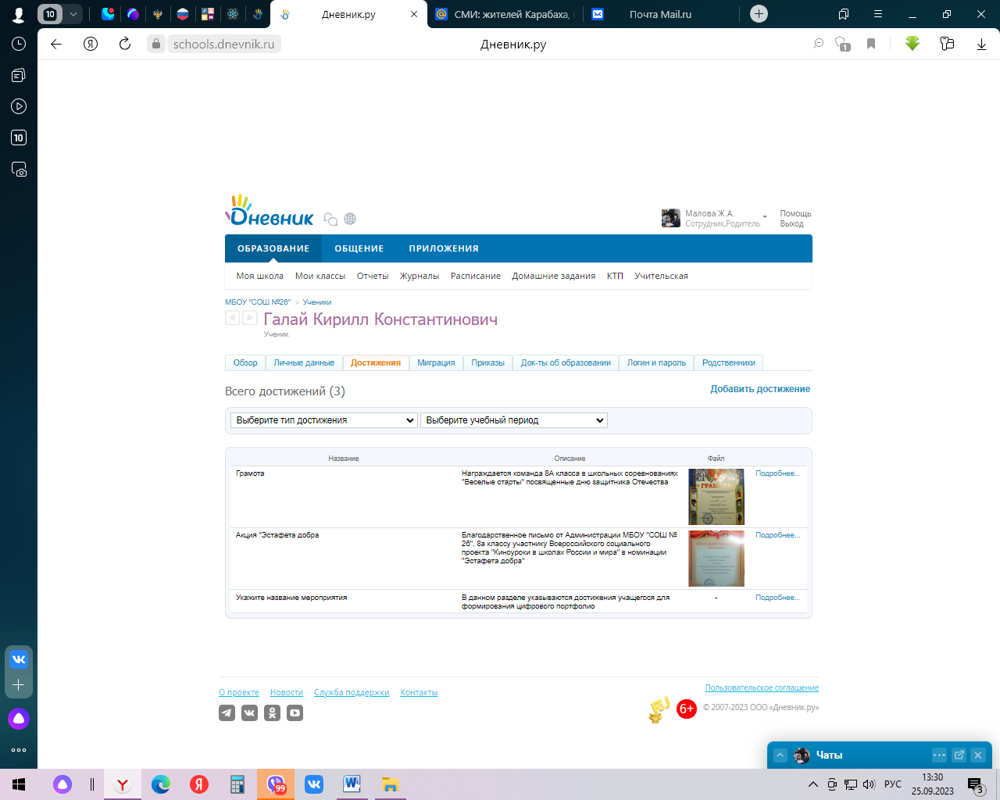 10
Дневник.ру
СМИ: жителей Карабаха,
Почта Mail.ru
Я
schools.dnevnik.ru
Дневник.ру
1
10
Дневник
Малова Ж.А.
Сотрудник,Родитель
Помощь
Выход
ОБРАЗОВАНИЕ ОБЩЕНИЕ ПРИЛОЖЕНИЯ
Моя школа Мои классы Отчеты Журналы Расписание Домашние задания КТП Учительская
МБОУ "СОШ №26" > Ученики
Галай Кирилл Константинович
Ученик
Обзор Личные данные Достижения Миграция Приказы Док-ты об образовании Логин и пароль Родственники
Всего достижений (3)
Добавить достижение
Выберите тип достижения
Выберите учебный период
Название Описание Файл
Грамота
Награждается команда 8А класса в школьных соревнованиях
"Веселые старты" посвященные дню защитника Отечества
ГРАМОТА
Подробнее...
Акция "Эстафета добра
Благодарственное письмо от Администрации МБОУ "СОШ №
26", 8а классу участнику Всероссийского социального
проекта "Киноуроки в школах России и мира" в номинации
"Эстафета добра"
Подробнее...
Укажите название мероприятия
В данном разделе указываются достижения учащегося для
формирования цифрового портфолио
-
Подробнее...
О проекте Новости Служба поддержки Контакты
Пользовательское соглашение
RU
6+
© 2007-2023 ООО «Дневник.ру»
Чаты
Y
Я
99
W
РУС
13:30
25.09.2023
3